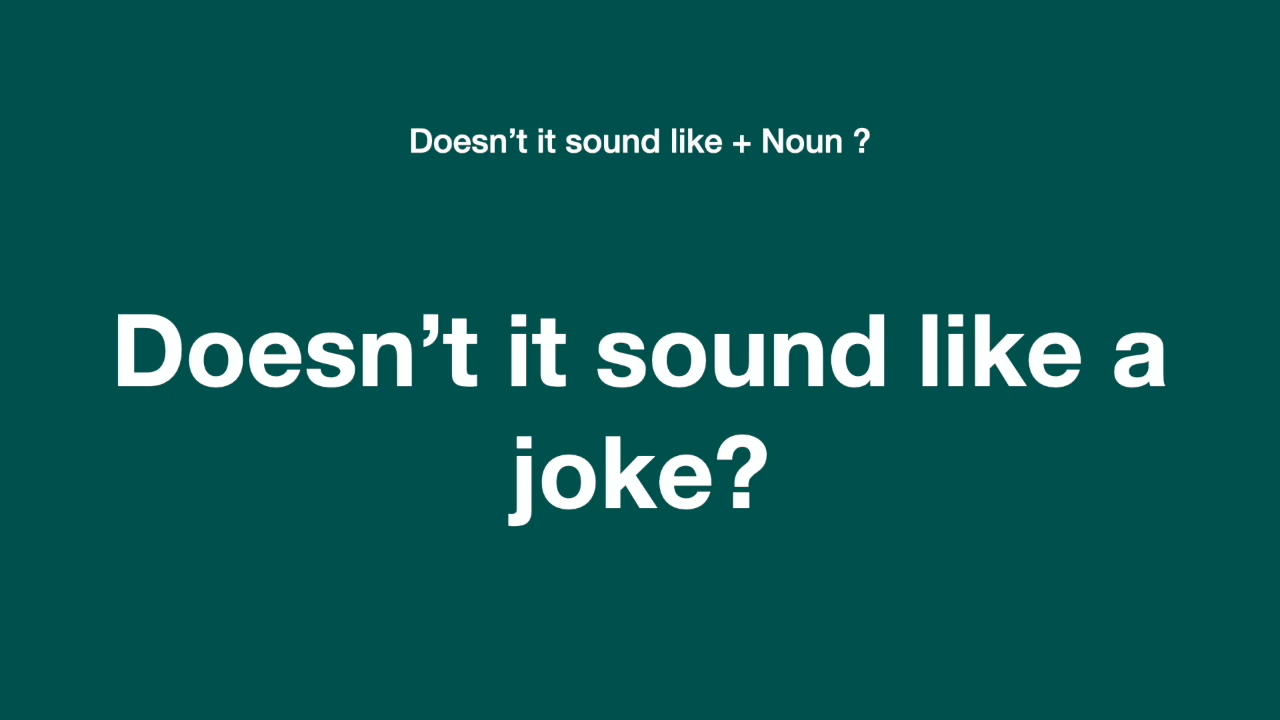 Doesn’t it sound like + Noun ?
Doesn’t it sound like a
joke?